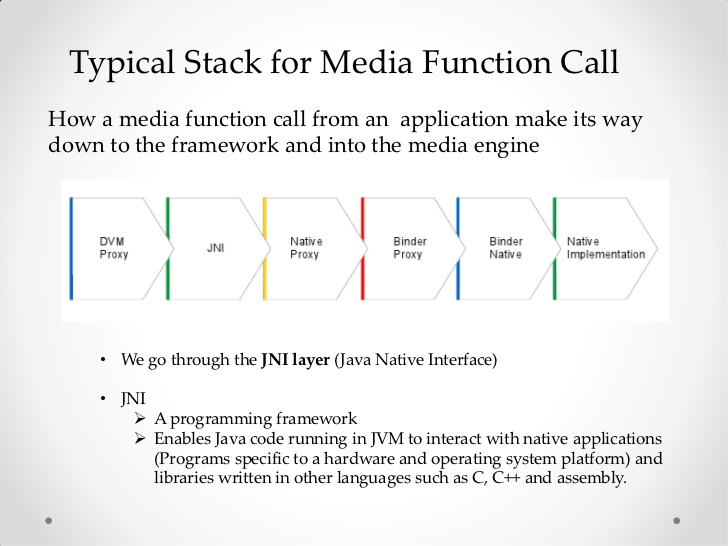 Typical Stack for Media Function Call
How a media function call from an application make its way
down to the framework and into the media engine
DVM
Proxy
JNI
Native
Proxy
Binder
Proxy
Binder
Native
Native
Implementation
• We go through the JNI layer (Java Native Interface)
• JNI
➢ A programming framework
➢ Enables Java code running in JVM to interact with native applications
(Programs specific to a hardware and operating system platform) and
libraries written in other languages such as C, C++ and assembly.